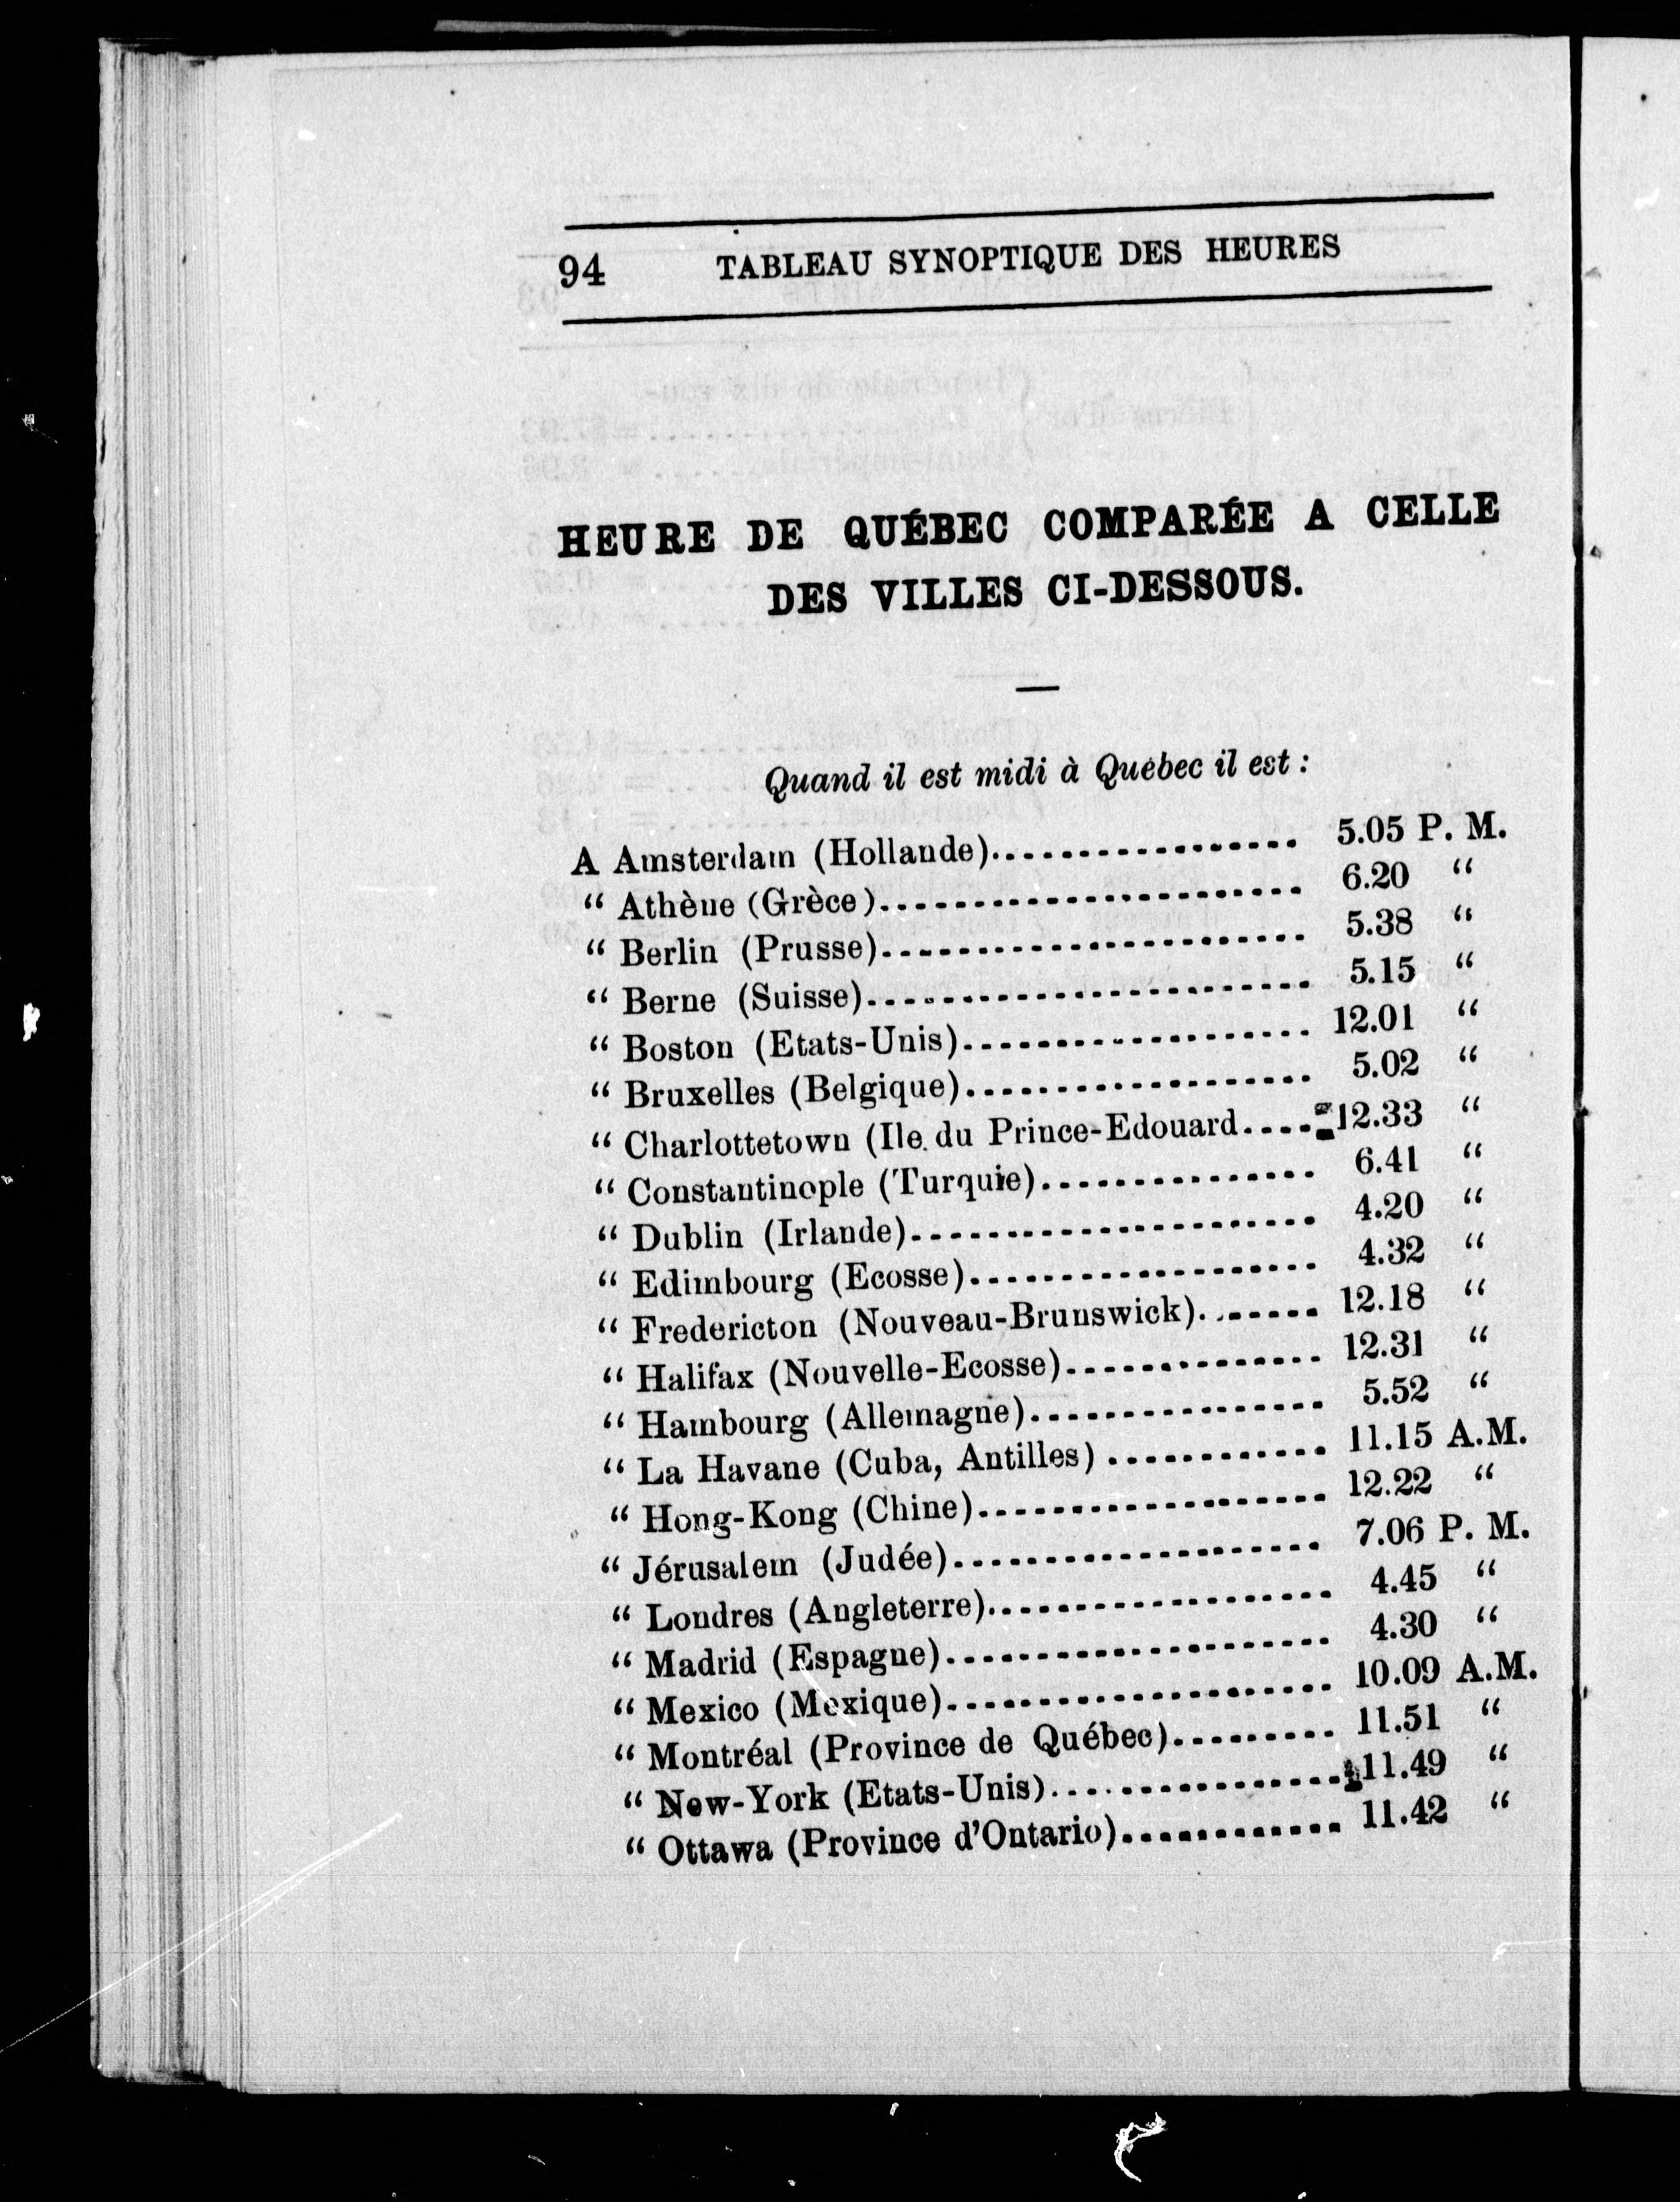 94 TABLEAU SYNOPTIQUE DES HEURES
HEURE DE QUÉBEC COMPARÉE A CELLE
DES VILLES CI-DESSOUS.
Quand il est midi à Québec il est :
A Amsterdam (Hollande)................. 5.05 P. M.
“ Athène (Grèce)....................... 6.20 “
“ Berlin (Prusse)....................... 5.38 “
“ Berne (Suisse)........................ 5.15 “
“ Boston (Etats-Unis)................... 12.01 “
“ Bruxelles (Belgique)................... 5.02 “
“ Charlottetown (Ile du Prince-Edouard..... 12.33 “
“ Constantinople (Turquie)............... 6.41 “
“ Dublin (Irlande)...................... 4.20 “
“ Edimbourg (Ecosse)................... 4.32 “
“ Fredericton (Nouveau-Brunswick)....... 12.18 “
“ Halifax (Nouvelle-Ecosse).............. 12.31 “
“ Hambourg (Allemagne)................ 5.52 “
“ La Havane (Cuba, Antilles) ............ 11.15 A.M.
“ Hong-Kong (Chine)................... 12.22 “
“ Jérusalem (Judée).................... 7.06 P. M.
“ Londres (Angleterre)................... 4.45 “
“ Madrid (Espagne)..................... 4.30 “
“ Mexico (Mexique)..................... 10.09 A.M.
“ Montréal (Province de Québec)......... 11.51 “
“ New-York (Etats-Unis)................ 11.49 “
“ Ottawa (Province d'Ontario)............ 11.42 “